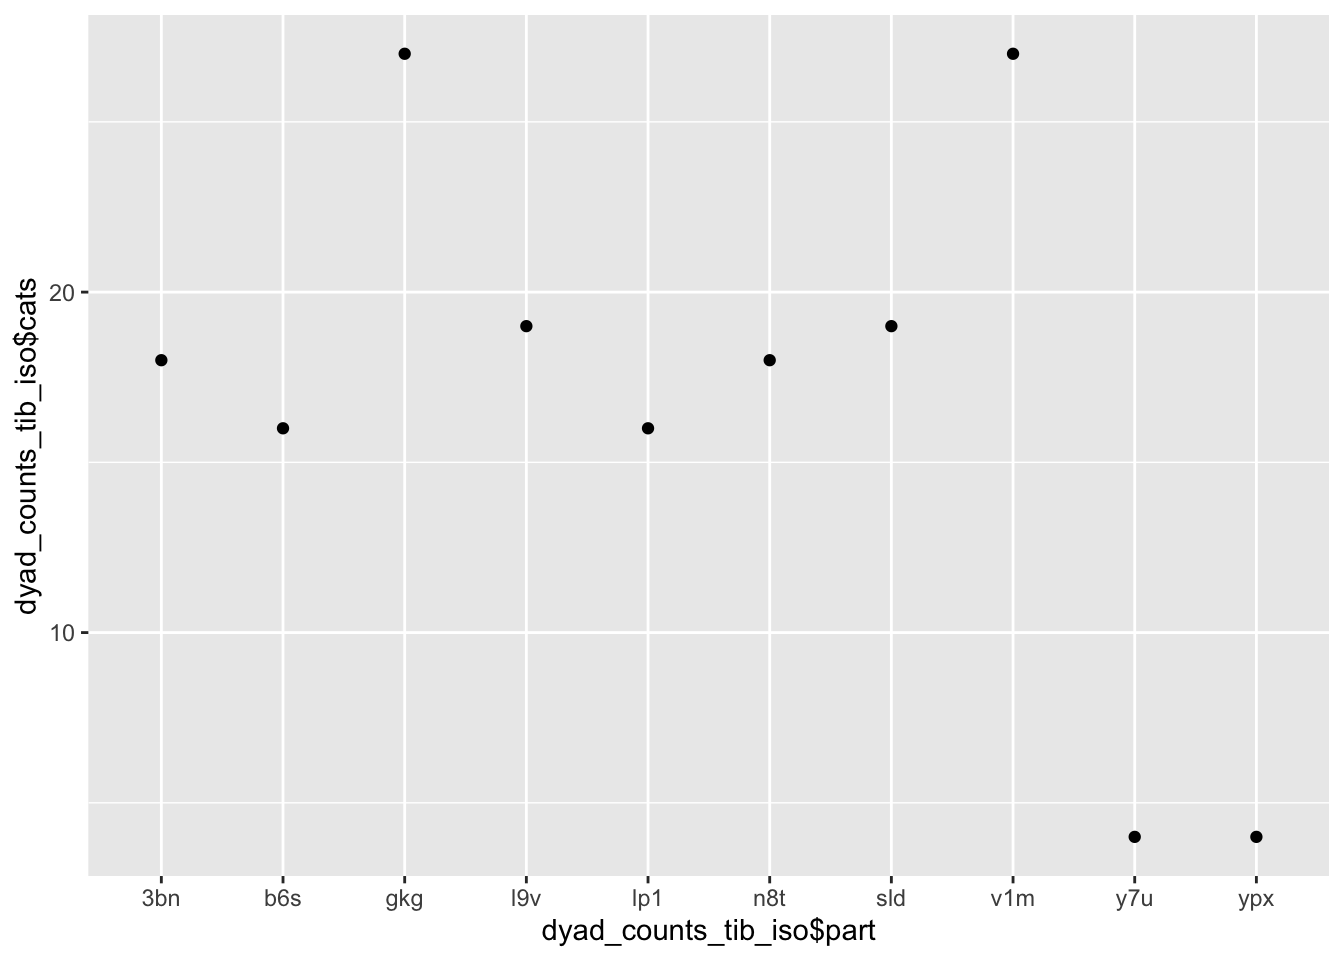 dyad_counts_tib_iso$cats
20
10
3bn b6s gkg l9v lp1 n8t sld v1m y7u ypx
dyad_counts_tib_iso$part